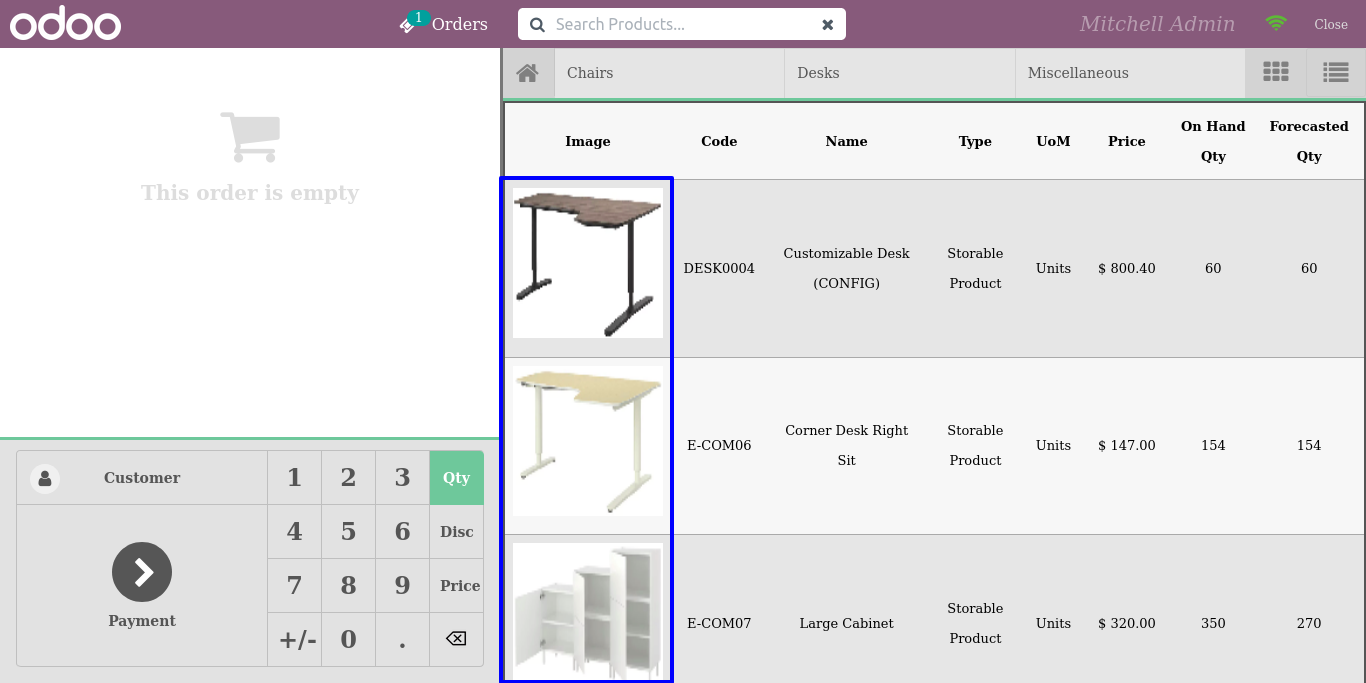 odoo
1
Orders
Search Products...
Mitchell Admin
Close
Chairs
Desks
Miscellaneous
This order is empty
Customer
Payment
1 2 3 Qty
4 5 6 Disc
7 8 9 Price
+/- 0 .
Image Code Name Type UoM Price On Hand Qty Forecasted Qty
DESK0004 Customizable Desk (CONFIG) Storable Product Units $ 800.40 60 60
E-COM06 Corner Desk Right Sit Storable Product Units $ 147.00 154 154
E-COM07 Large Cabinet Storable Product Units $ 320.00 350 270